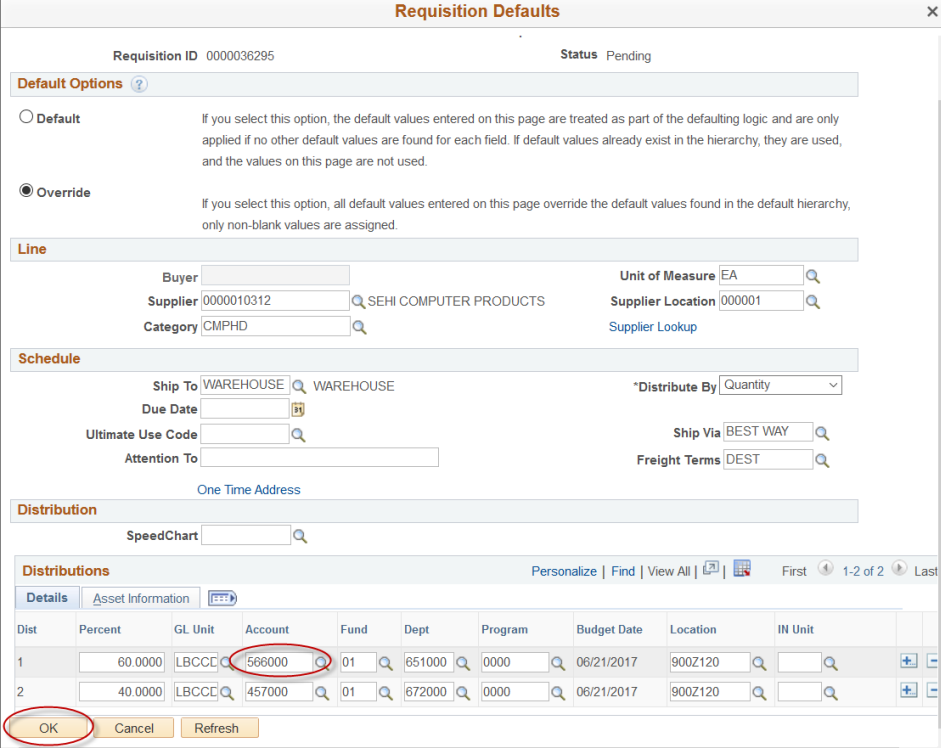 Requisition Defaults
Requisition ID 0000036295 Status Pending
Default Options ?
Default If you select this option, the default values entered on this page are treated as part of the defaulting logic and are only
applied if no other default values are found for each field. If default values already exist in the hierarchy, they are used,
and the values on this page are not used.
Override
If you select this option, all default values entered on this page override the default values found in the default hierarchy,
only non-blank values are assigned.
Line
Buyer Unit of Measure EA
Supplier 0000010312 SEHI COMPUTER PRODUCTS Supplier Location 000001
Category CMPHD Supplier Lookup
Schedule
Ship To WAREHOUSE WAREHOUSE *Distribute By Quantity
Due Date 31
Ultimate Use Code Ship Via BEST WAY
Attention To Freight Terms DEST
One Time Address
Distribution
SpeedChart
Distributions Personalize | Find | View All | | First 1-2 of 2 Last
Details Asset Information
Dist Percent GL Unit Account Fund Dept Program Budget Date Location IN Unit
1 60.0000 LBCCD 566000 01 651000 0000 06/21/2017 900Z120
2 40.0000 LBCCD 457000 01 672000 0000 06/21/2017 900Z120
OK Cancel Refresh